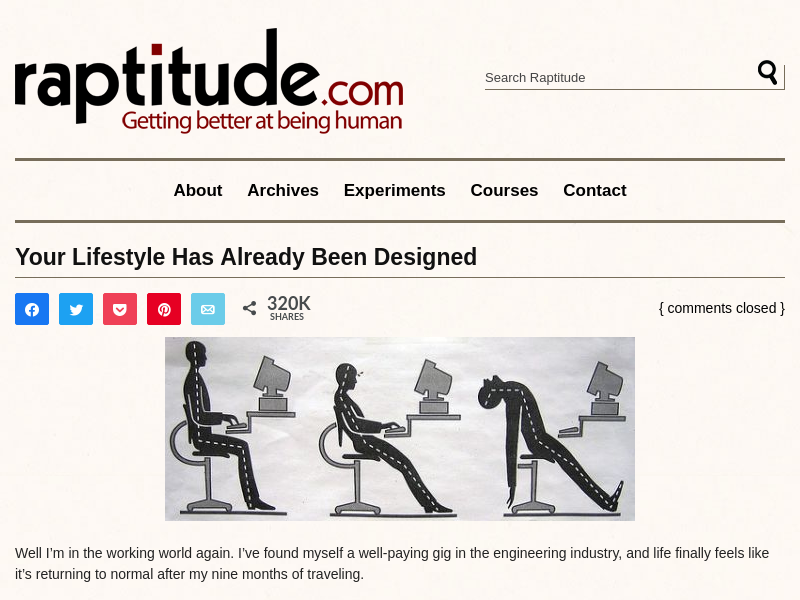 raptitude.com
Getting better at being human
Search Raptitude
About Archives Experiments Courses Contact
Your Lifestyle Has Already Been Designed
320K
SHARES
{ comments closed }
Well I’m in the working world again. I’ve found myself a well-paying gig in the engineering industry, and life finally feels like
it’s returning to normal after my nine months of traveling.